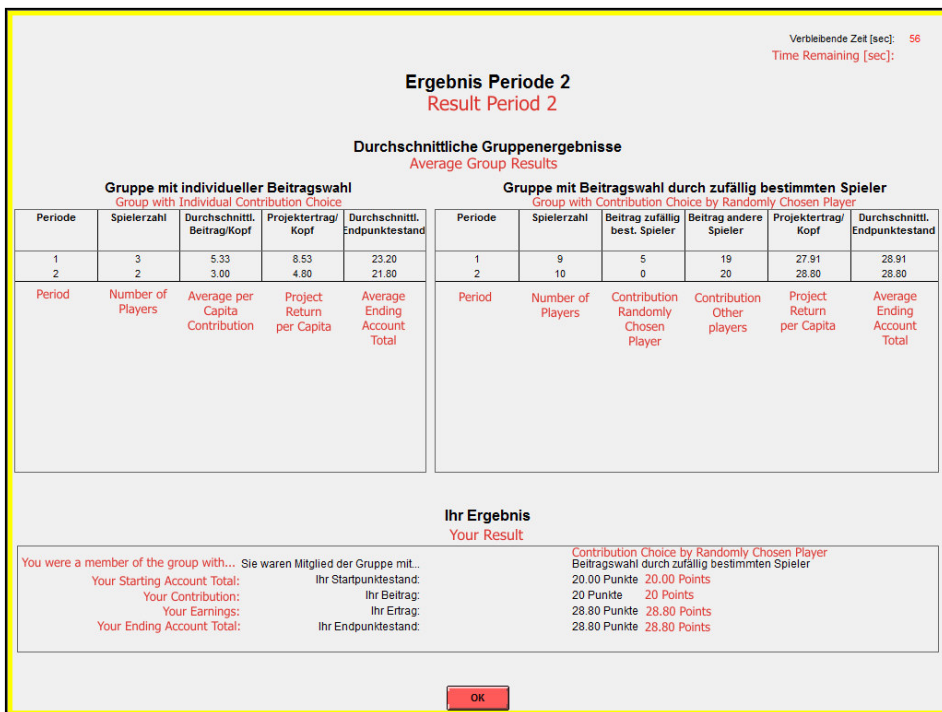 Verbleibende Zeit [sec]: 56
Time Remaining [sec]:
Ergebnis Periode 2
Result Period 2
Durchschnittliche Gruppenergebnisse
Average Group Results
Gruppe mit individueller Beitragswahl
Group with Individual Contribution Choice
Periode Spielerzahl Durchschnittl. Projektertrag/ Durchschnittl.
Beitrag/Kopf Kopf Endpunktestand
1 3 5.33 8.53 23.20
2 2 3.00 4.80 21.80
Period Number of Average per Project Average
Players Capita Return Ending
Contribution per Capita Account
Total
Gruppe mit Beitragswahl durch zufällig bestimmten Spieler
Group with Contribution Choice by Randomly Chosen Player
Periode Spielerzahl Beitrag zufällig Beitrag andere Projektertrag/ Durchschnittl.
best. Spieler Spieler Kopf Endpunktestand
1 9 5 19 27.91 28.91
2 10 0 20 28.80 28.80
Period Number of Contribution Contribution Project Average
Players Randomly Other Return Ending
Chosen players per Capita Account
Player Total
Ihr Ergebnis
Your Result
Contribution Choice by Randomly Chosen Player
You were a member of the group with... Sie waren Mitglied der Gruppe mit... Beitragswahl durch zufällig bestimmten Spieler
Your Starting Account Total: Ihr Startpunktestand: 20.00 Punkte 20.00 Points
Your Contribution: Ihr Beitrag: 20 Punkte 20 Points
Your Earnings: Ihr Ertrag: 28.80 Punkte 28.80 Points
Your Ending Account Total: Ihr Endpunktestand: 28.80 Punkte 28.80 Points
OK